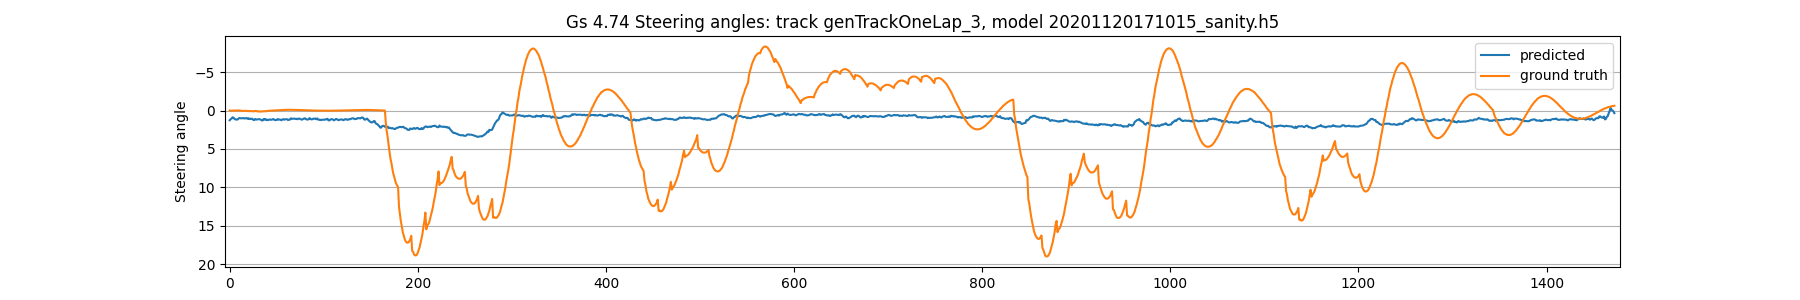 Gs 4.74 Steering angles: track genTrackOneLap_3, model 20201120171015_sanity.h5
predicted
ground truth
Steering angle
−5
0
5
10
15
20
0 200 400 600 800 1000 1200 1400